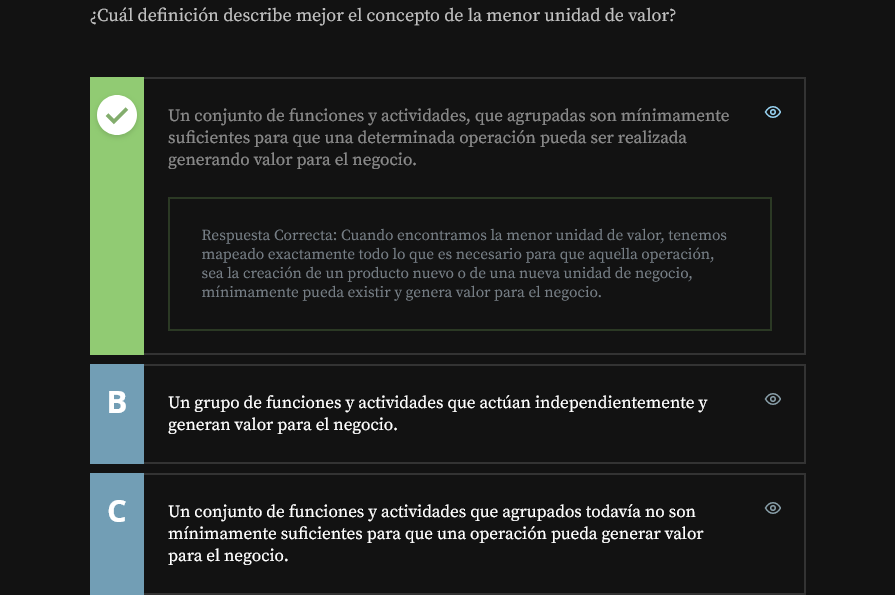 ¿Cuál definición describe mejor el concepto de la menor unidad de valor?
Un conjunto de funciones y actividades, que agrupadas son mínimamente
suficientes para que una determinada operación pueda ser realizada
generando valor para el negocio.
Respuesta Correcta: Cuando encontramos la menor unidad de valor, tenemos
mapeado exactamente todo lo que es necesario para que aquella operación,
sea la creación de un producto nuevo o de una nueva unidad de negocio,
mínimamente pueda existir y genera valor para el negocio.
B
Un grupo de funciones y actividades que actúan independientemente y
generan valor para el negocio.
C
Un conjunto de funciones y actividades que agrupados todavía no son
mínimamente suficientes para que una operación pueda generar valor
para el negocio.